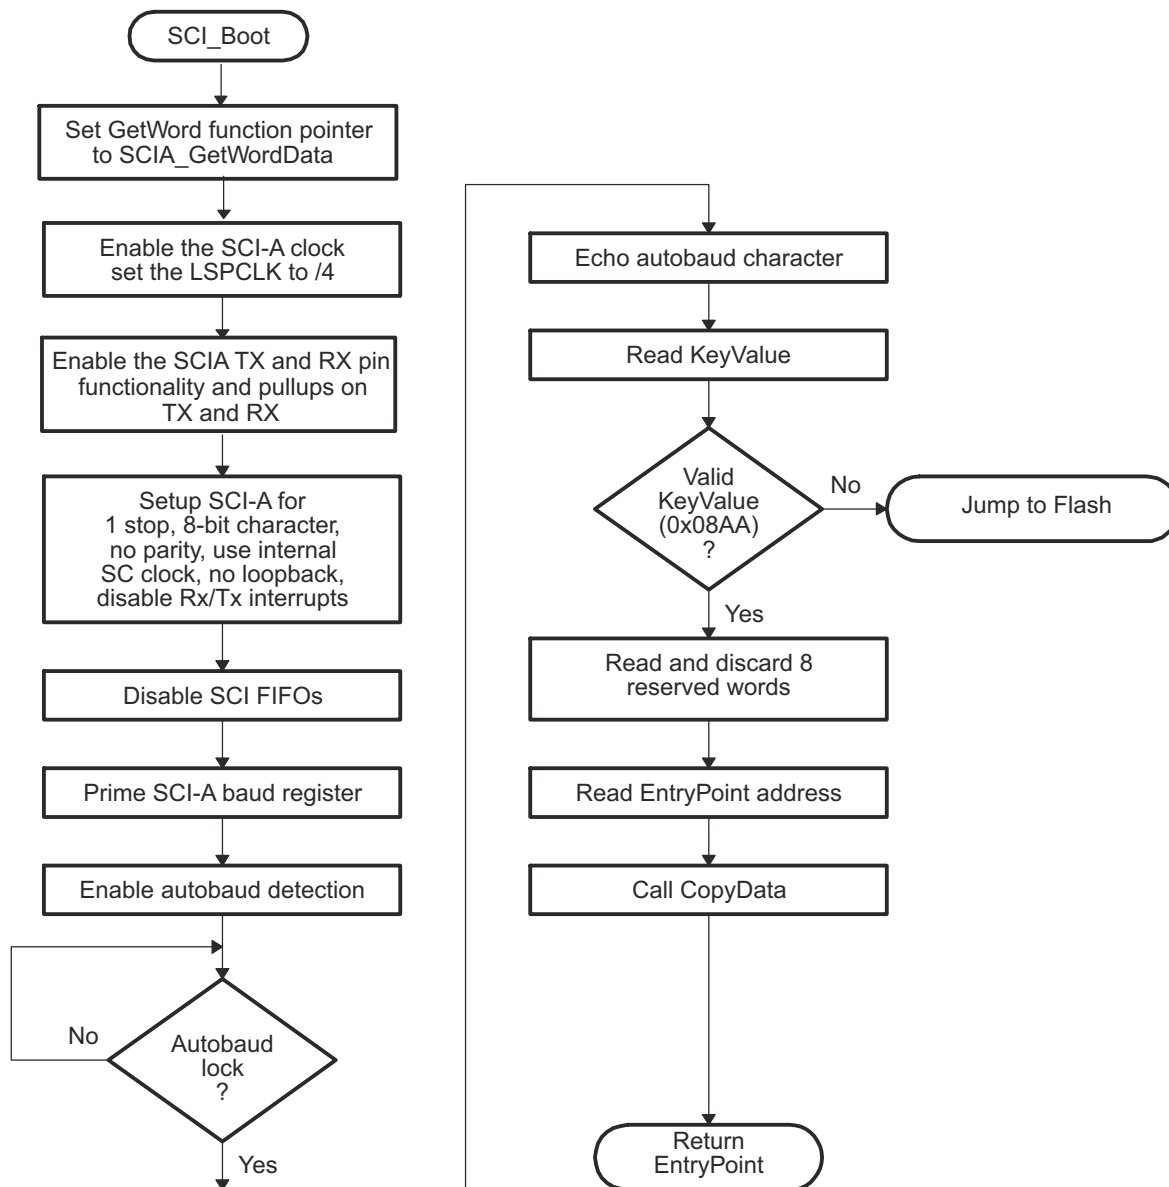 SCI_Boot
Set GetWord function pointer
to SCIA_GetWordData
Enable the SCI-A clock
set the LSPCLK to /4
Enable the SCIA TX and RX pin
functionality and pullups on
TX and RX
Setup SCI-A for
1 stop, 8-bit character,
no parity, use internal
SC clock, no loopback,
disable Rx/Tx interrupts
Disable SCI FIFOs
Prime SCI-A baud register
Enable autobaud detection
No
Autobaud
lock
?
Yes
Echo autobaud character
Read KeyValue
Valid
KeyValue
(0x08AA)
?
No
Jump to Flash
Yes
Read and discard 8
reserved words
Read EntryPoint address
Call CopyData
Return
EntryPoint